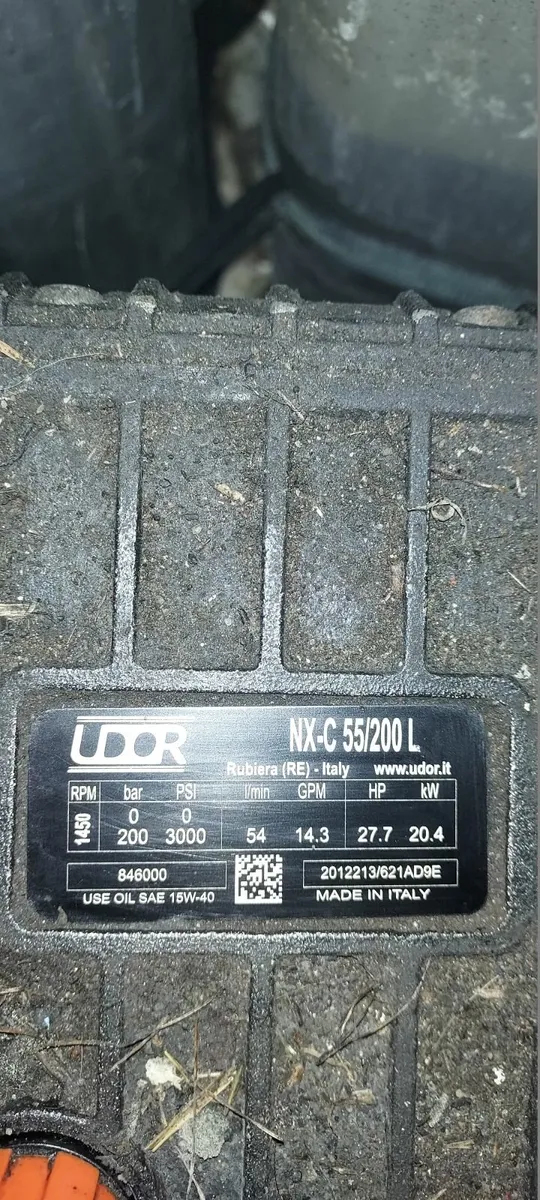 UDOR
NX-C 55/200 L
Rubiera (RE) - Italy www.udor.it
RPM bar PSI l/min GPM HP kW
1450 0 0
200 3000 54 14.3 27.7 20.4
846000 2012213/621AD9E
USE OIL SAE 15W-40 MADE IN ITALY